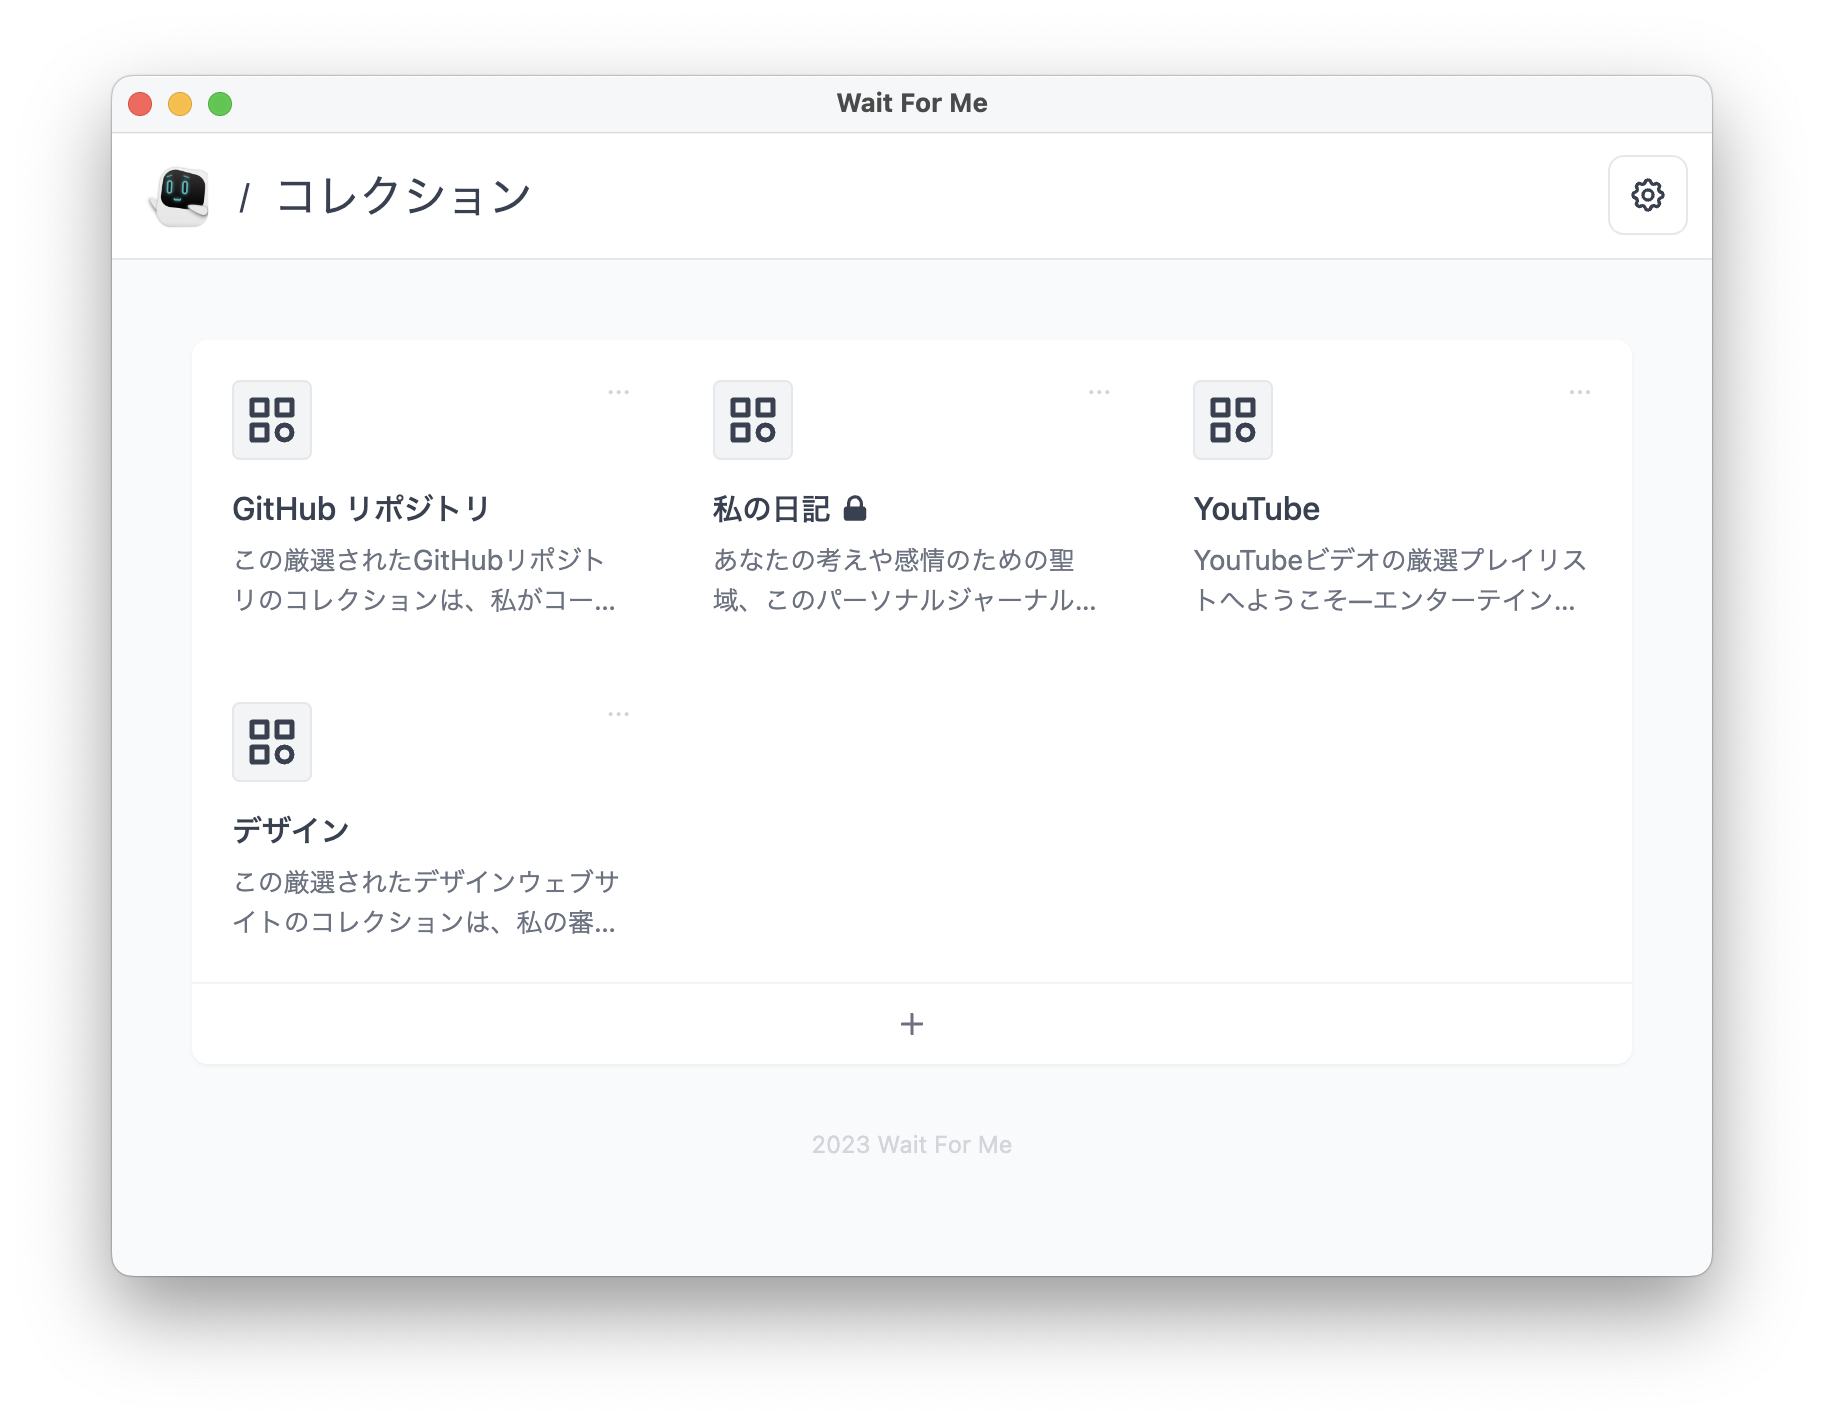 Wait For Me
/ コレクション
GitHub リポジトリ
この厳選されたGitHubリポジト
リのコレクションは、私がコー...
私の日記
あなたの考えや感情のための聖
域、このパーソナルジャーナル...
YouTube
YouTubeビデオの厳選プレイリス
トへようこそ—エンターテイン...
デザイン
この厳選されたデザインウェブサ
イトのコレクションは、私の審...
2023 Wait For Me